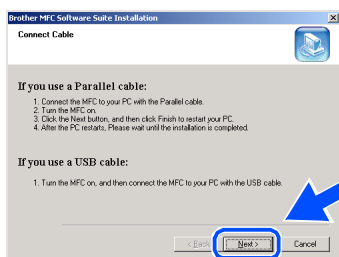 Brother MFC Software Suite Installation
Connect Cable
If you use a Parallel cable:
1. Connect the MFC to your PC with the Parallel cable.
2. Turn the MFC on.
3. Click the Next button, and then click Finish to restart your PC.
4. After the PC restarts, Please wait until the installation is completed.
If you use a USB cable:
1. Turn the MFC on, and then connect the MFC to your PC with the USB cable.
< Back Next > Cancel